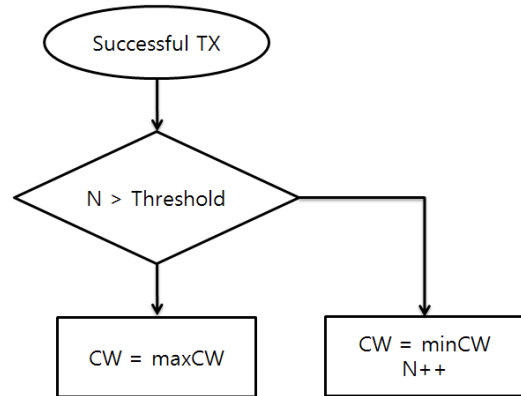 Successful TX
N > Threshold
CW = maxCW
CW = minCW
N++